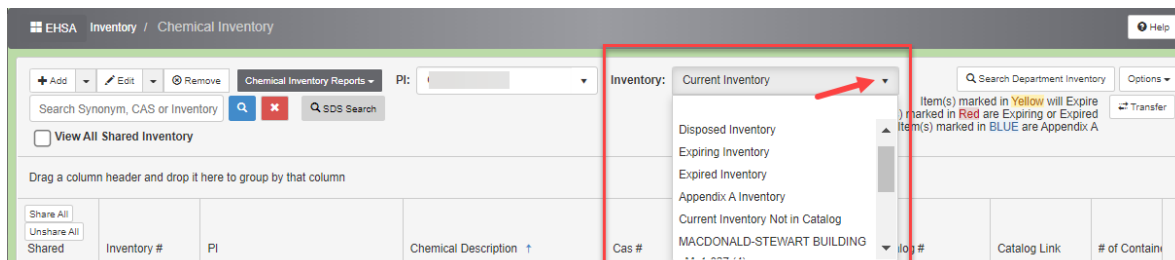 EHSA Inventory / Chemical Inventory
Help
Add Edit Remove Chemical Inventory Reports PI: Inventory: Current Inventory Search Department Inventory Options
Search Synonym, CAS or Inventory SDS Search
Item(s) marked in Yellow will Expire
) marked in Red are Expiring or Expired
Item(s) marked in BLUE are Appendix A
Transfer
View All Shared Inventory
Disposed Inventory
Expiring Inventory
Expired Inventory
Appendix A Inventory
Current Inventory Not in Catalog
MACDONALD-STEWART BUILDING
Drag a column header and drop it here to group by that column
Share All
Unshare All
Shared Inventory # PI Chemical Description ↑ Cas # log # Catalog Link # of Containe